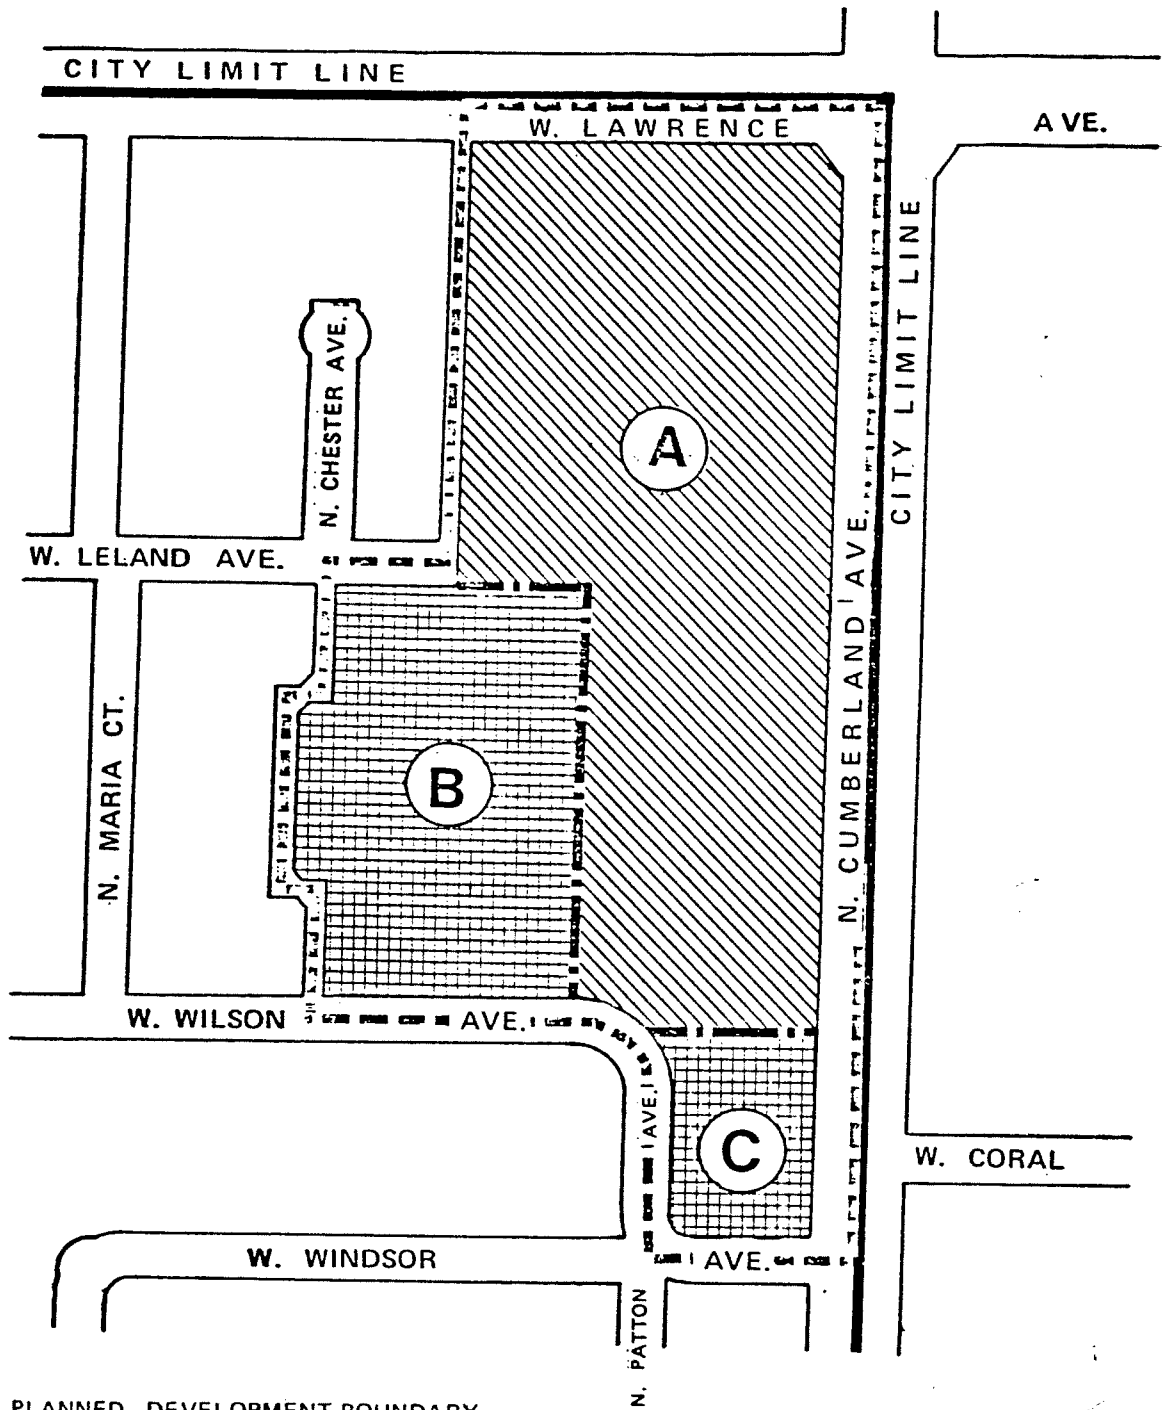 CITY LIMIT LINE
W. LAWRENCE AVE.
CITY LIMIT LINE
N. CHESTER AVE.
A
W. LELAND AVE.
N. CUMBERLAND AVE.
N. MARIA CT.
B
W. WILSON AVE.
AVE.
C
W. CORAL
W. WINDSOR AVE.
N. PATTON
PLANNED DEVELOPMENT BOUNDARY